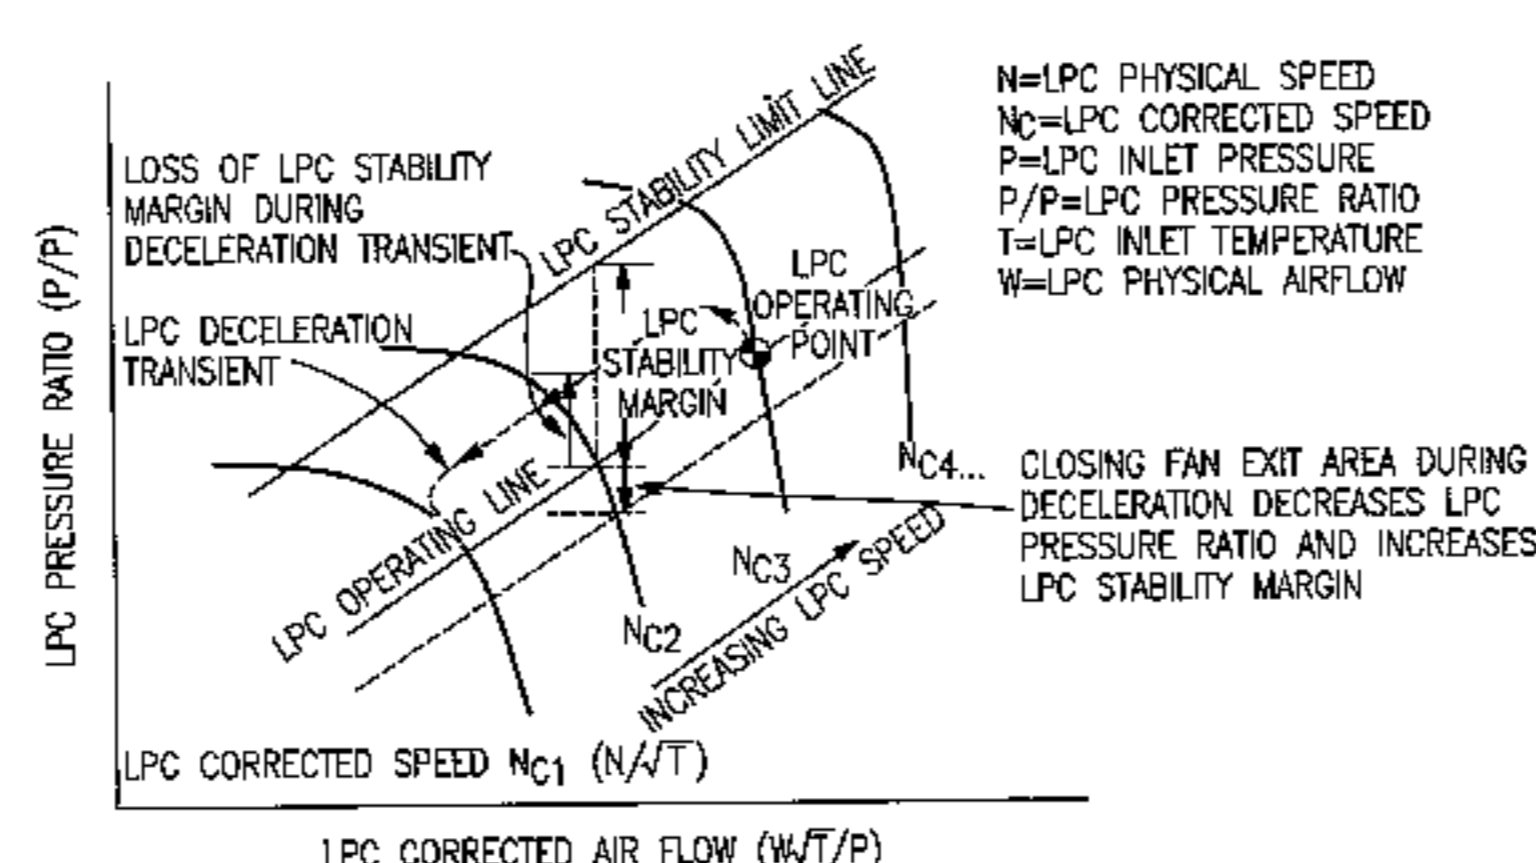 LPC PRESSURE RATIO (P/P)
LOSS OF LPC STABILITY
MARGIN DURING
DECELERATION TRANSIENT
LPC DECELERATION
TRANSIENT
LPC STABILITY LIMIT LINE
LPC
STABILITY
MARGIN
LPC
OPERATING
POINT
LPC OPERATING LINE
N=LPC PHYSICAL SPEED
NC=LPC CORRECTED SPEED
P=LPC INLET PRESSURE
P/P=LPC PRESSURE RATIO
T=LPC INLET TEMPERATURE
W=LPC PHYSICAL AIRFLOW
NC4...
CLOSING FAN EXIT AREA DURING
DECELERATION DECREASES LPC
PRESSURE RATIO AND INCREASES
LPC STABILITY MARGIN
NC3
NC2
INCREASING LPC SPEED
LPC CORRECTED SPEED NC1 (N/√T)
LPC CORRECTED AIR FLOW (W√T/P)